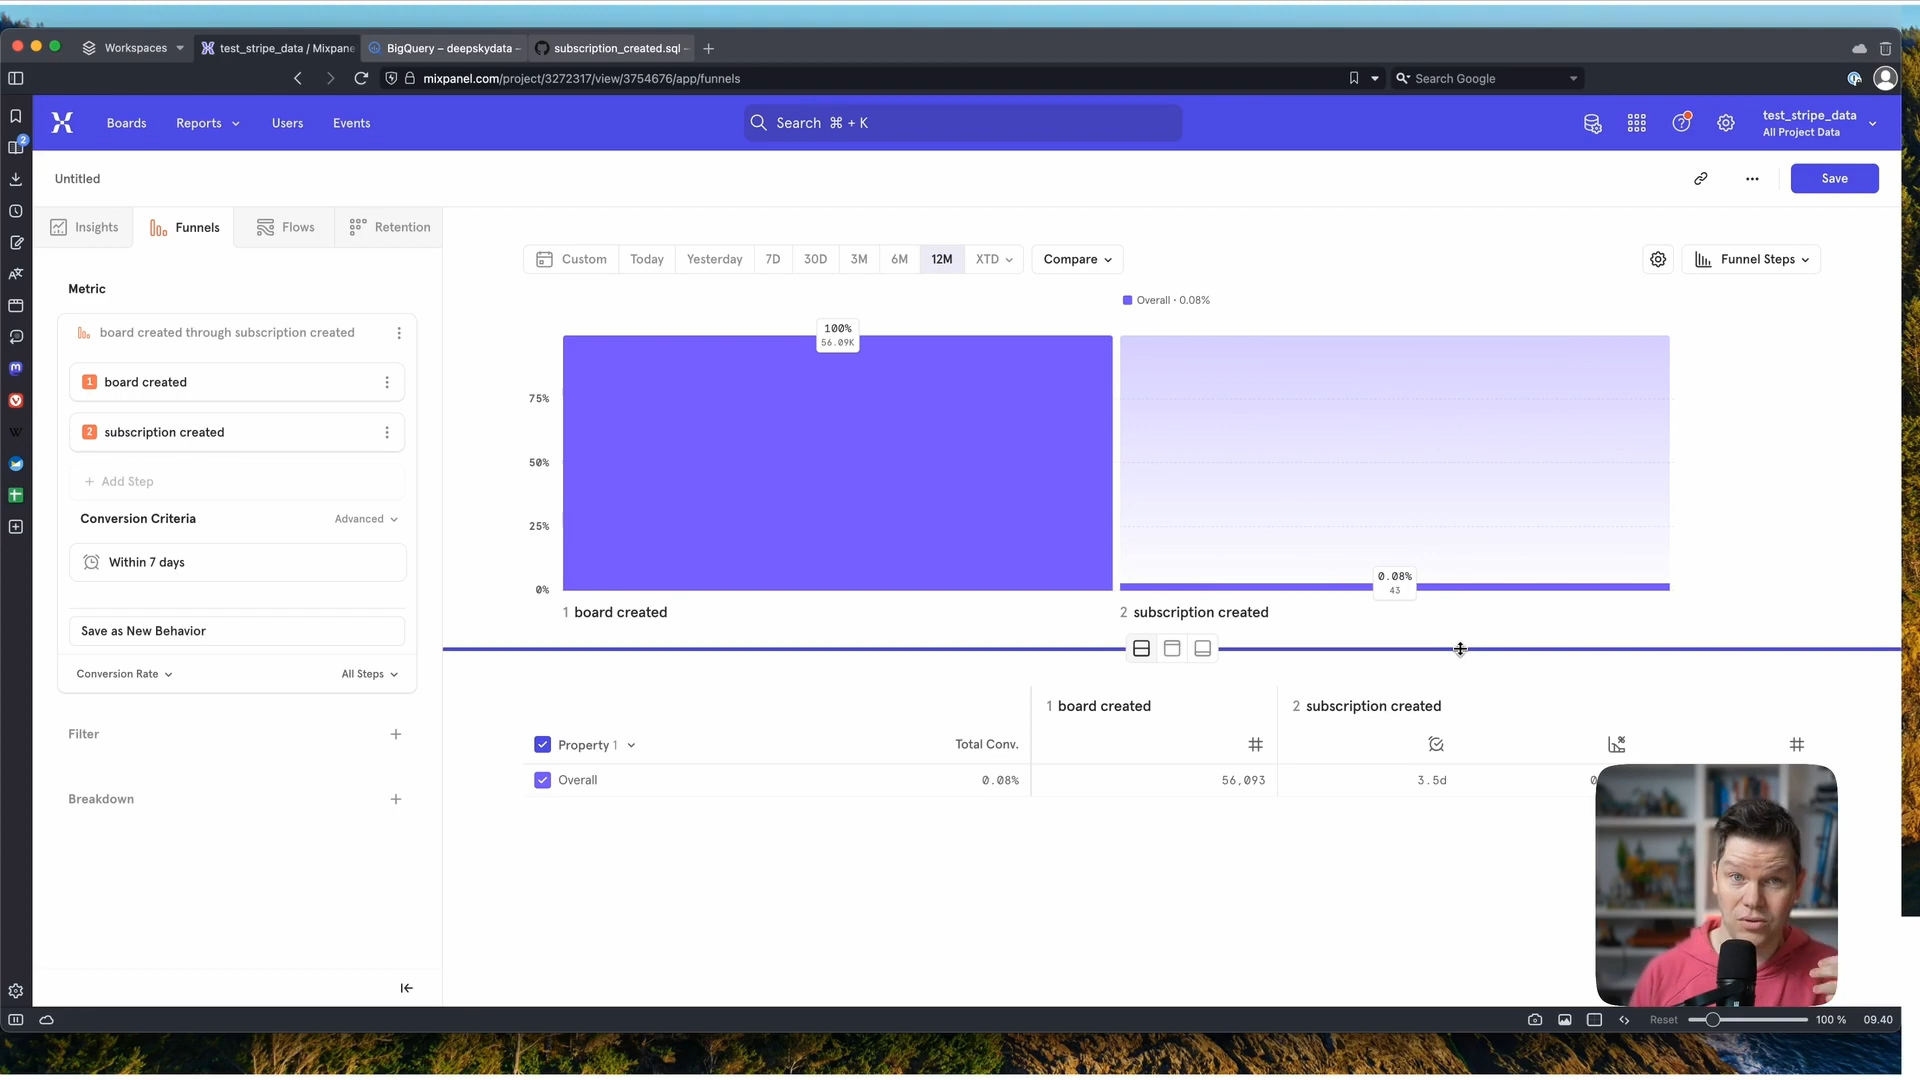 Workspaces
test_stripe_data / Mixpane
BigQuery – deepskydata -
subscription_created.sql -
mixpanel.com/project/3272317/view/3754676/app/funnels
Search Google
2
Boards
Reports
Users
Events
Search ⌘ + K
test_stripe_data
All Project Data
Untitled
Save
Insights
Funnels
Flows
Retention
Custom
Today
Yesterday
7D
30D
3M
6M
12M
XTD
Compare
Funnel Steps
Metric
board created through subscription created
1 board created
2 subscription created
+ Add Step
Conversion Criteria
Advanced
Within 7 days
Save as New Behavior
Conversion Rate
All Steps
Filter
Breakdown
Overall · 0.08%
100%
56.09K
75%
50%
25%
0%
0.08%
43
1 board created
2 subscription created
1 board created
2 subscription created
Property 1
Total Conv.
Overall
0.08%
56,093
3.5d
Reset
100 %
09.40